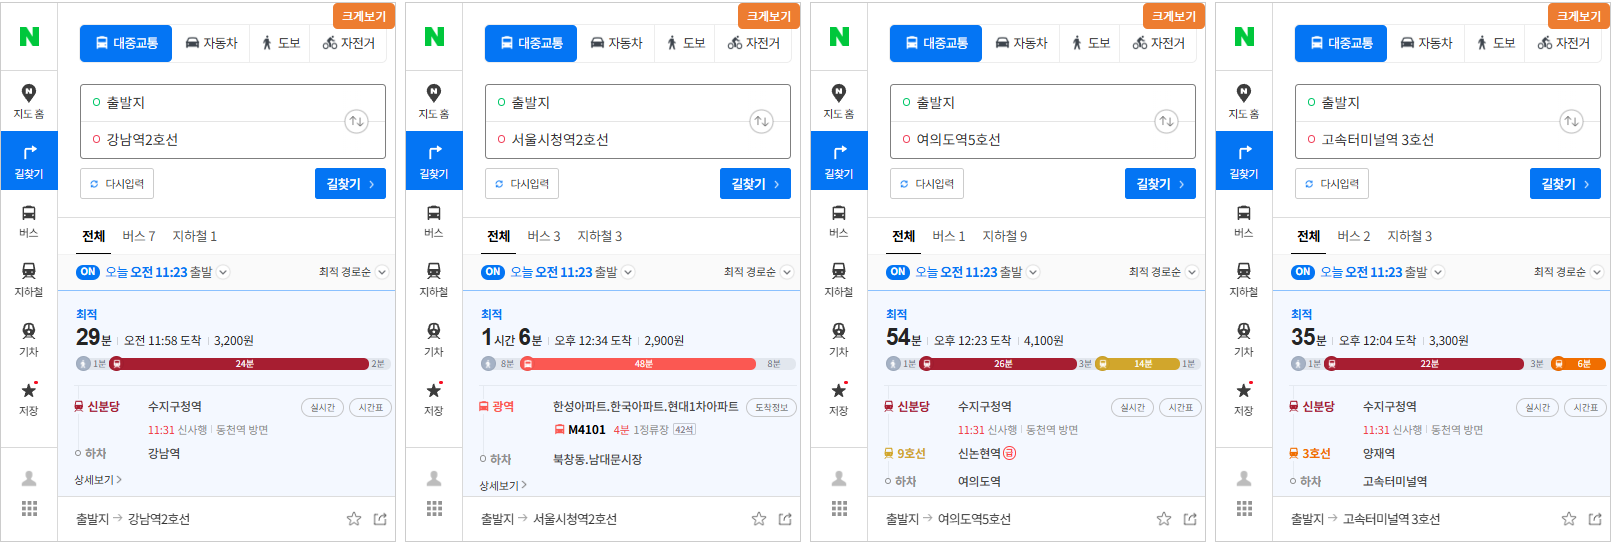 크게보기
N
대중교통
자동차
도보
자전거
지도 홈
출발지
강남역2호선
길찾기
다시입력
길찾기 >
버스
전체 버스 7 지하철 1
ON 오늘 오전 11:23 출발
최적 경로순
지하철
최적
29분 오전 11:58 도착 3,200원
기차
1분 24분 2분
저장
신분당 수지구청역 실시간 시간표
11:31 신사행 동천역 방면
하차 강남역
상세보기 >
출발지 → 강남역2호선
크게보기
N
대중교통
자동차
도보
자전거
지도 홈
출발지
서울시청역2호선
길찾기
다시입력
길찾기 >
버스
전체 버스 3 지하철 3
ON 오늘 오전 11:23 출발
최적 경로순
지하철
최적
1시간 6분 오후 12:34 도착 2,900원
기차
8분 48분 8분
저장
광역 한성아파트.한국아파트.현대1차아파트 도착정보
M4101 4분 1정류장 42석
하차 북창동.남대문시장
상세보기 >
출발지 → 서울시청역2호선
크게보기
N
대중교통
자동차
도보
자전거
지도 홈
출발지
여의도역5호선
길찾기
다시입력
길찾기 >
버스
전체 버스 1 지하철 9
ON 오늘 오전 11:23 출발
최적 경로순
지하철
최적
54분 오후 12:23 도착 4,100원
기차
1분 26분 3분 14분 1분
저장
신분당 수지구청역 실시간 시간표
11:31 신사행 동천역 방면
9호선 신논현역 급
하차 여의도역
출발지 → 여의도역5호선
크게보기
N
대중교통
자동차
도보
자전거
지도 홈
출발지
고속터미널역 3호선
길찾기
다시입력
길찾기 >
버스
전체 버스 2 지하철 3
ON 오늘 오전 11:23 출발
최적 경로순
지하철
최적
35분 오후 12:04 도착 3,300원
기차
1분 22분 3분 6분
저장
신분당 수지구청역 실시간 시간표
11:31 신사행 동천역 방면
3호선 양재역
하차 고속터미널역
출발지 → 고속터미널역 3호선